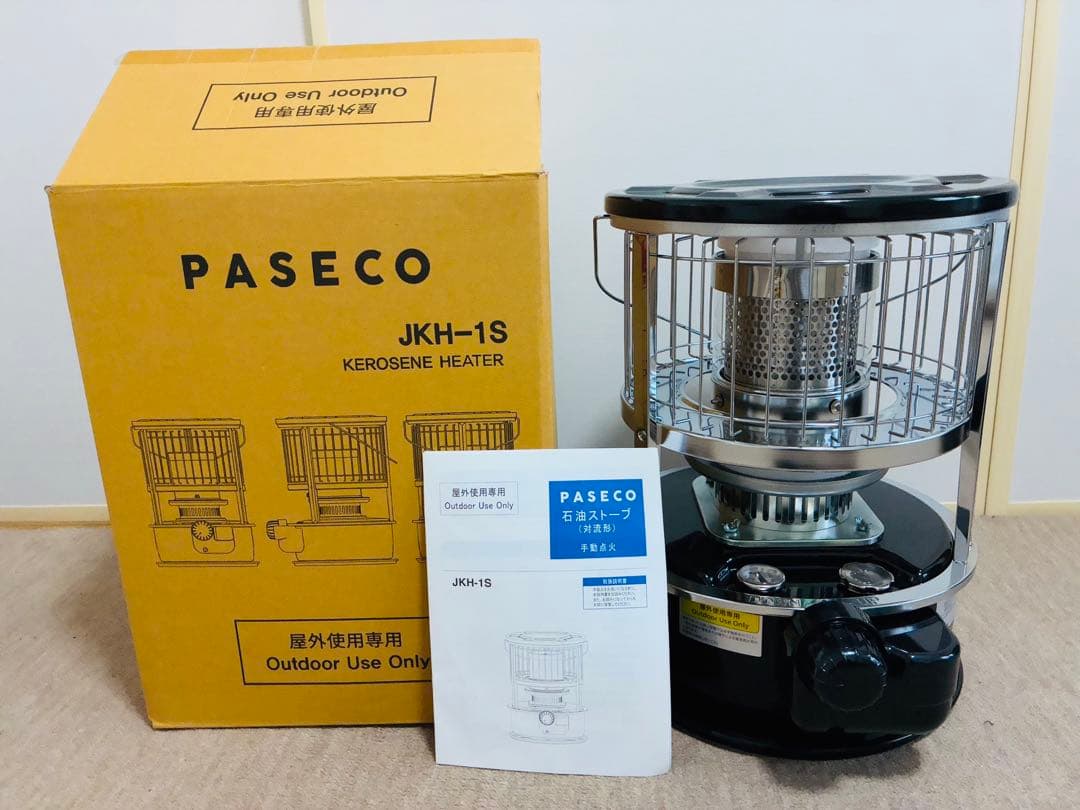 屋外使用専用
Outdoor Use Only
PASECO
JKH-1S
KEROSENE HEATER
屋外使用専用
Outdoor Use Only
屋外使用専用
Outdoor Use Only
PASECO
石油ストーブ
(対流形)
手動点火
JKH-1S
取扱説明書
屋外使用専用
Outdoor Use Only